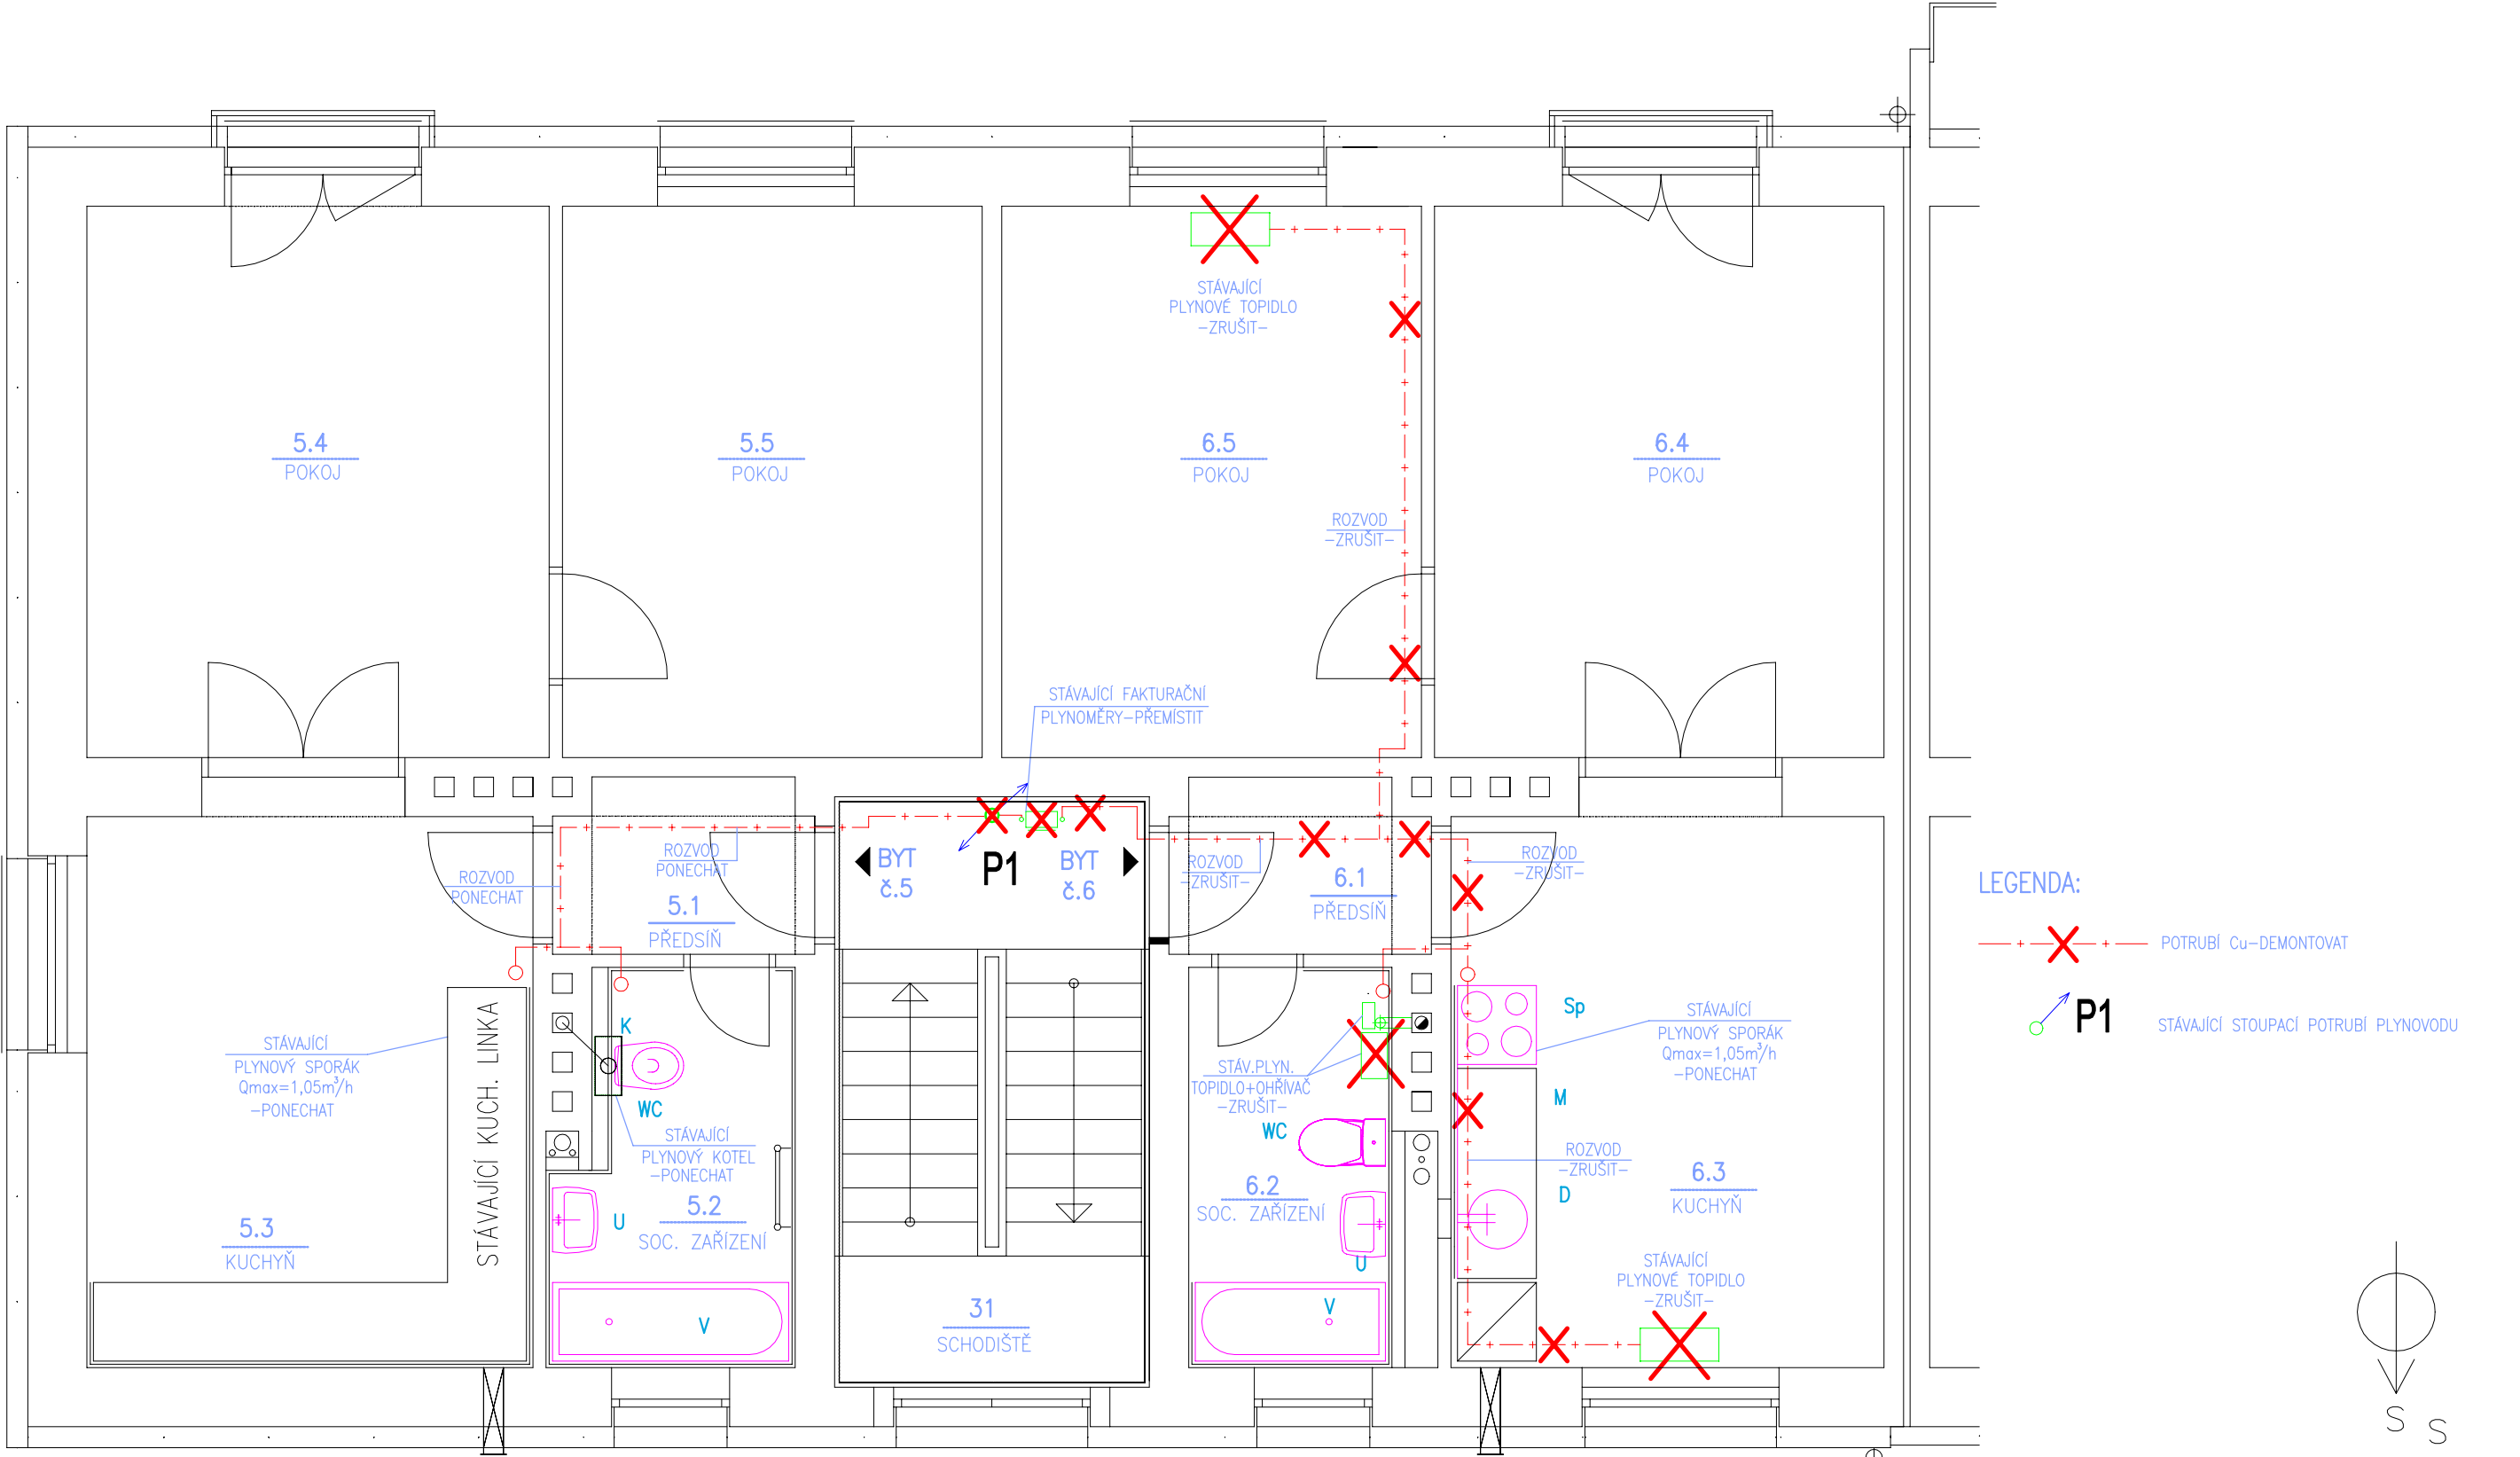 STÁVAJÍCÍ
PLYNOVÉ TOPIDLO
-ZRUŠIT-
5.4
POKOJ
5.5
POKOJ
6.5
POKOJ
6.4
POKOJ
ROZVOD
-ZRUŠIT-
STÁVAJÍCÍ FAKTURAČNÍ
PLYNOMĚRY-PŘEMÍSTIT
ROZVOD
PONECHAT
ROZVOD
PONECHAT
5.1
PŘEDSÍŇ
BYT
č.5
P1
BYT
č.6
ROZVOD
-ZRUŠIT-
6.1
PŘEDSÍŇ
ROZVOD
-ZRUŠIT-
LEGENDA:
POTRUBÍ Cu-DEMONTOVAT
P1
STÁVAJÍCÍ STOUPACÍ POTRUBÍ PLYNOVODU
STÁVAJÍCÍ
PLYNOVÝ SPORÁK
Qmax=1,05m³/h
-PONECHAT
STÁVAJÍCÍ KUCH. LINKA
K
WC
STÁVAJÍCÍ
PLYNOVÝ KOTEL
-PONECHAT
5.2
SOC. ZAŘÍZENÍ
U
V
5.3
KUCHYŇ
31
SCHODIŠTĚ
STÁV.PLYN.
TOPIDLO+OHŘÍVAČ
-ZRUŠIT-
WC
6.2
SOC. ZAŘÍZENÍ
U
V
Sp
STÁVAJÍCÍ
PLYNOVÝ SPORÁK
Qmax=1,05m³/h
-PONECHAT
M
ROZVOD
-ZRUŠIT-
D
6.3
KUCHYŇ
STÁVAJÍCÍ
PLYNOVÉ TOPIDLO
-ZRUŠIT-
S
S